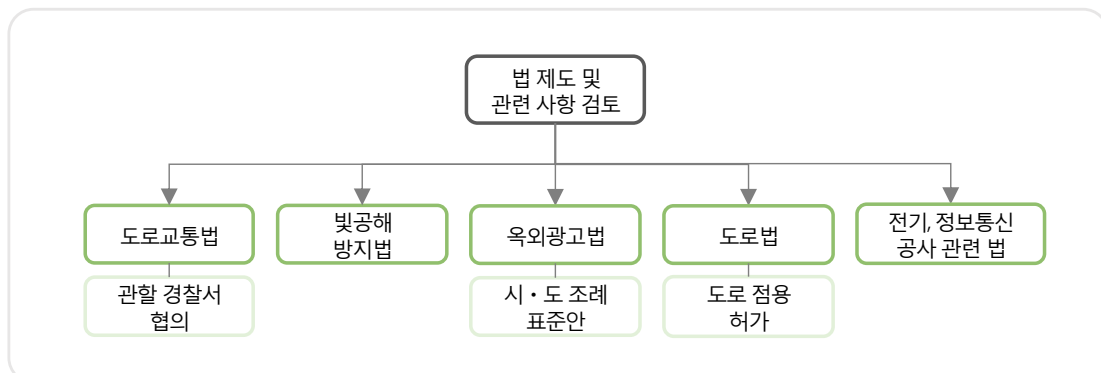 법 제도 및
관련 사항 검토
도로교통법
빛공해
방지법
옥외광고법
도로법
전기, 정보통신
공사 관련 법
관할 경찰서
협의
시・도 조례
표준안
도로 점용
허가